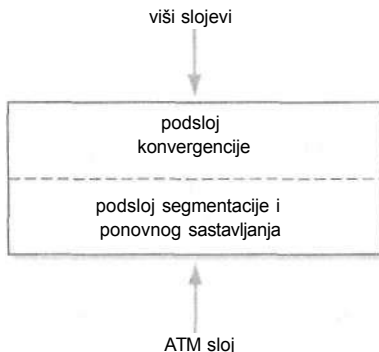 viši slojevi
podsloj
konvergencije
podsloj segmentacije i
ponovnog sastavljanja
ATM sloj